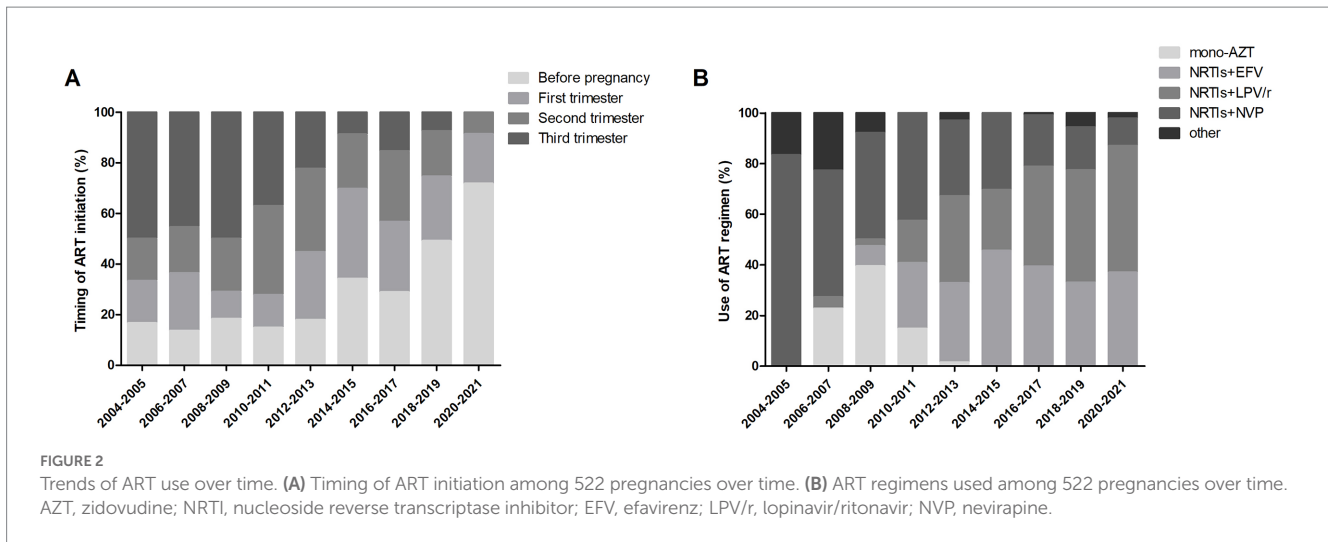 A
Before pregnancy
First trimester
Second trimester
Third trimester
Timing of ART initiation (%)
100
80
60
40
20
0
2004-2005
2006-2007
2008-2009
2010-2011
2012-2013
2014-2015
2016-2017
2018-2019
2020-2021
B
mono-AZT
NRTIs+EFV
NRTIs+LPV/r
NRTIs+NVP
other
Use of ART regimen (%)
100
80
60
40
20
0
2004-2005
2006-2007
2008-2009
2010-2011
2012-2013
2014-2015
2016-2017
2018-2019
2020-2021
FIGURE 2
Trends of ART use over time. (A) Timing of ART initiation among 522 pregnancies over time. (B) ART regimens used among 522 pregnancies over time.
AZT, zidovudine; NRTI, nucleoside reverse transcriptase inhibitor; EFV, efavirenz; LPV/r, lopinavir/ritonavir; NVP, nevirapine.